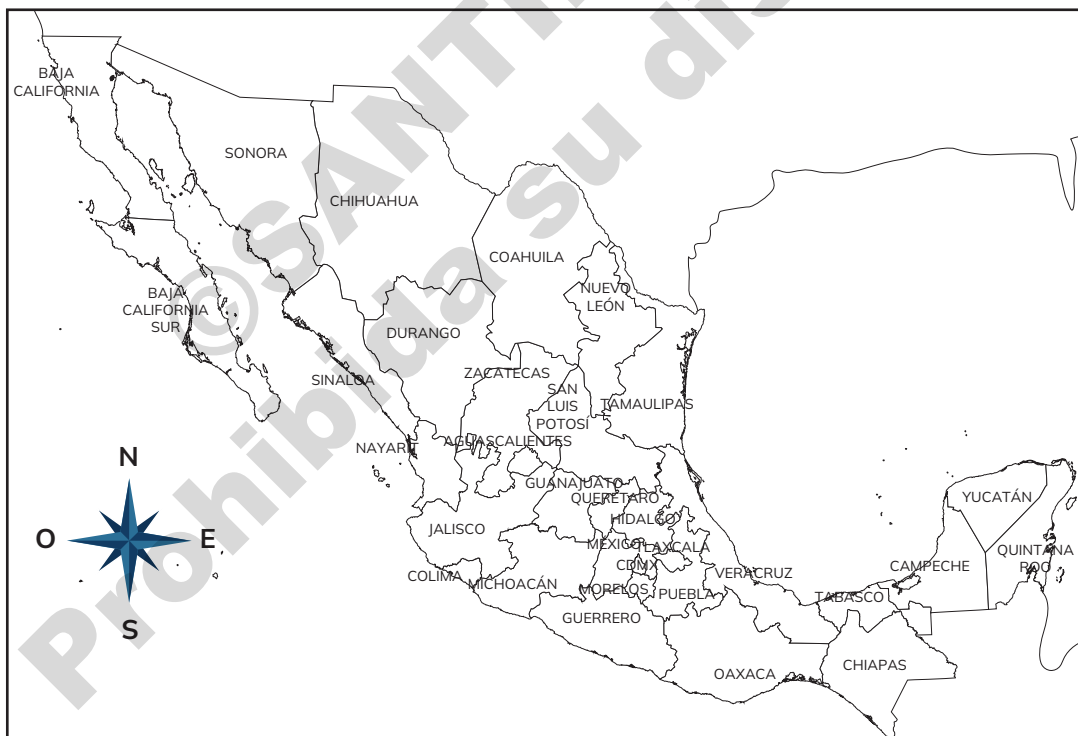 ©SANTI
Prohibida su dis
BAJA
CALIFORNIA
SONORA
CHIHUAHUA
COAHUILA
NUEVO
LEÓN
BAJA
CALIFORNIA
SUR
DURANGO
SINALOA
ZACATECAS
SAN
LUIS
POTOSÍ
TAMAULIPAS
NAYARIT
AGUASCALIENTES
GUANAJUATO
QUERÉTARO
HIDALGO
JALISCO
MÉXICO
TLAXCALA
CDMX
COLIMA
MICHOACÁN
MORELOS
PUEBLA
VERACRUZ
GUERRERO
OAXACA
TABASCO
CHIAPAS
CAMPECHE
YUCATÁN
QUINTANA
ROO
N
O
E
S